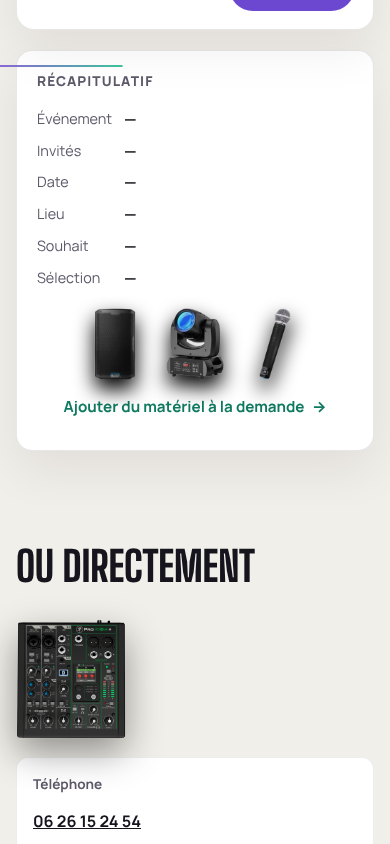 RÉCAPITULATIF
Événement —
Invités —
Date —
Lieu —
Souhait —
Sélection —
Ajouter du matériel à la demande →
OU DIRECTEMENT
Téléphone
06 26 15 24 54